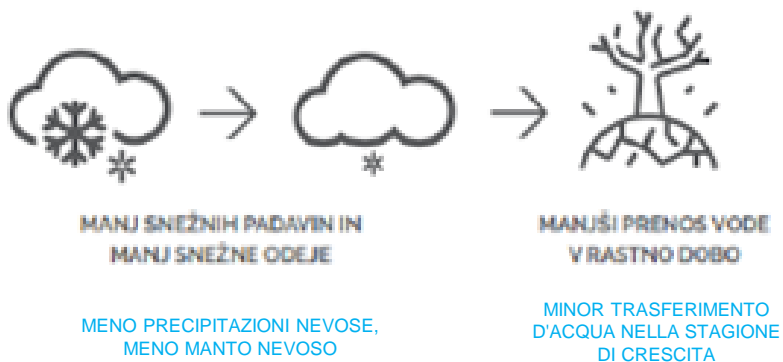 MANJ SNEŽNIH PADAVIN IN
MANJ SNEŽNE ODEJE
MANJŠI PRENOS VODE
V RASTNO DOBO
MENO PRECIPITAZIONI NEVOSE,
MENO MANTO NEVOSO
MINOR TRASFERIMENTO
D'ACQUA NELLA STAGIONE
DI CRESCITA